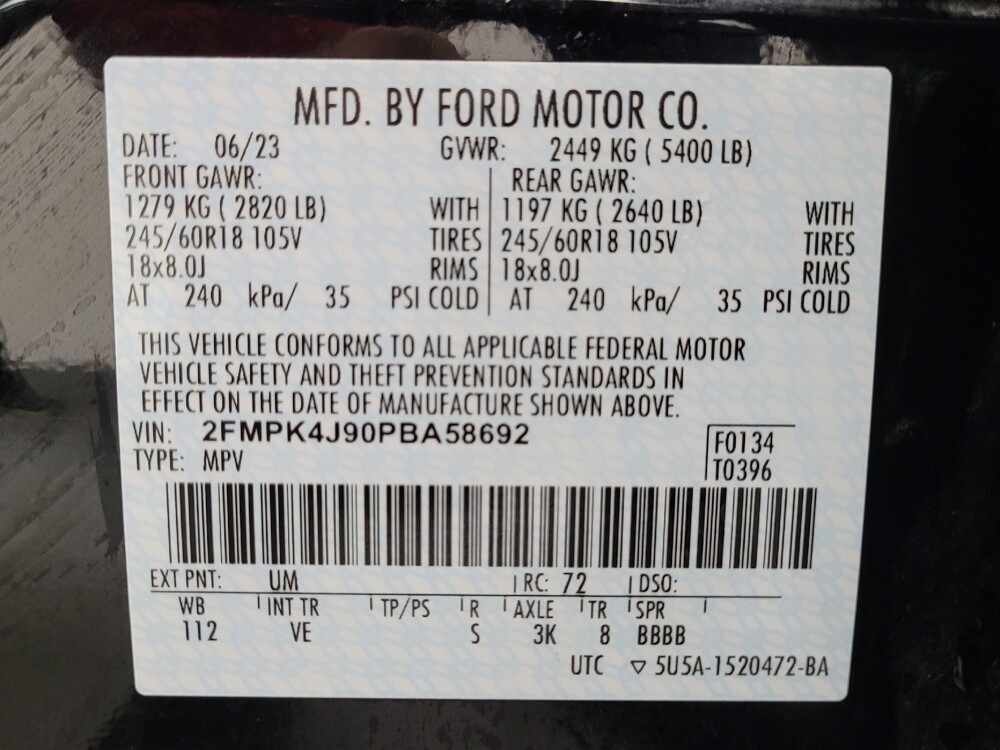 MFD. BY FORD MOTOR CO.
DATE: 06/23 GVWR: 2449 KG ( 5400 LB)
FRONT GAWR: REAR GAWR:
1279 KG ( 2820 LB) WITH 1197 KG ( 2640 LB) WITH
245/60R18 105V TIRES 245/60R18 105V TIRES
18x8.0J RIMS 18x8.0J RIMS
AT 240 kPa/ 35 PSI COLD AT 240 kPa/ 35 PSI COLD
THIS VEHICLE CONFORMS TO ALL APPLICABLE FEDERAL MOTOR
VEHICLE SAFETY AND THEFT PREVENTION STANDARDS IN
EFFECT ON THE DATE OF MANUFACTURE SHOWN ABOVE.
VIN: 2FMPK4J90PBA58692
TYPE: MPV
F0134
T0396
EXT PNT: UM RC: 72 DSO:
WB INT TR TP/PS R AXLE TR SPR
112 VE S 3K 8 BBBB
UTC ▽ 5U5A-1520472-BA